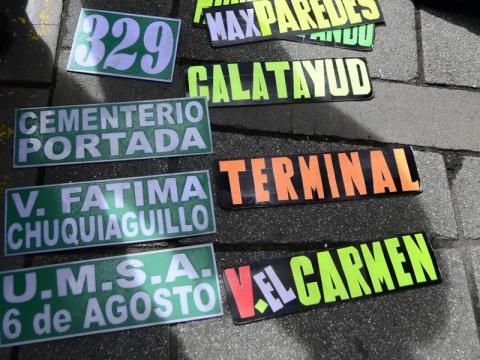 329
CEMENTERIO
PORTADA
V. FATIMA
CHUQUIAGUILLO
U.M.S.A.
6 de AGOSTO
MAX PAREDES
CALATAYUD
TERMINAL
V. EL CARMEN